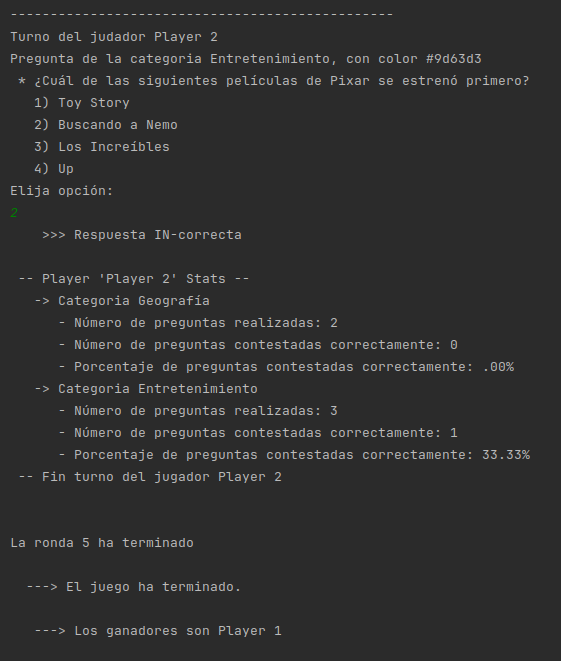 ------------------------------------------------
Turno del judador Player 2
Pregunta de la categoria Entretenimiento, con color #9d63d3
* ¿Cuál de las siguientes películas de Pixar se estrenó primero?
1) Toy Story
2) Buscando a Nemo
3) Los Increíbles
4) Up
Elija opción:
2
>>> Respuesta IN-correcta
-- Player 'Player 2' Stats --
-> Categoria Geografía
- Número de preguntas realizadas: 2
- Número de preguntas contestadas correctamente: 0
- Porcentaje de preguntas contestadas correctamente: .00%
-> Categoria Entretenimiento
- Número de preguntas realizadas: 3
- Número de preguntas contestadas correctamente: 1
- Porcentaje de preguntas contestadas correctamente: 33.33%
-- Fin turno del jugador Player 2
La ronda 5 ha terminado
---> El juego ha terminado.
---> Los ganadores son Player 1